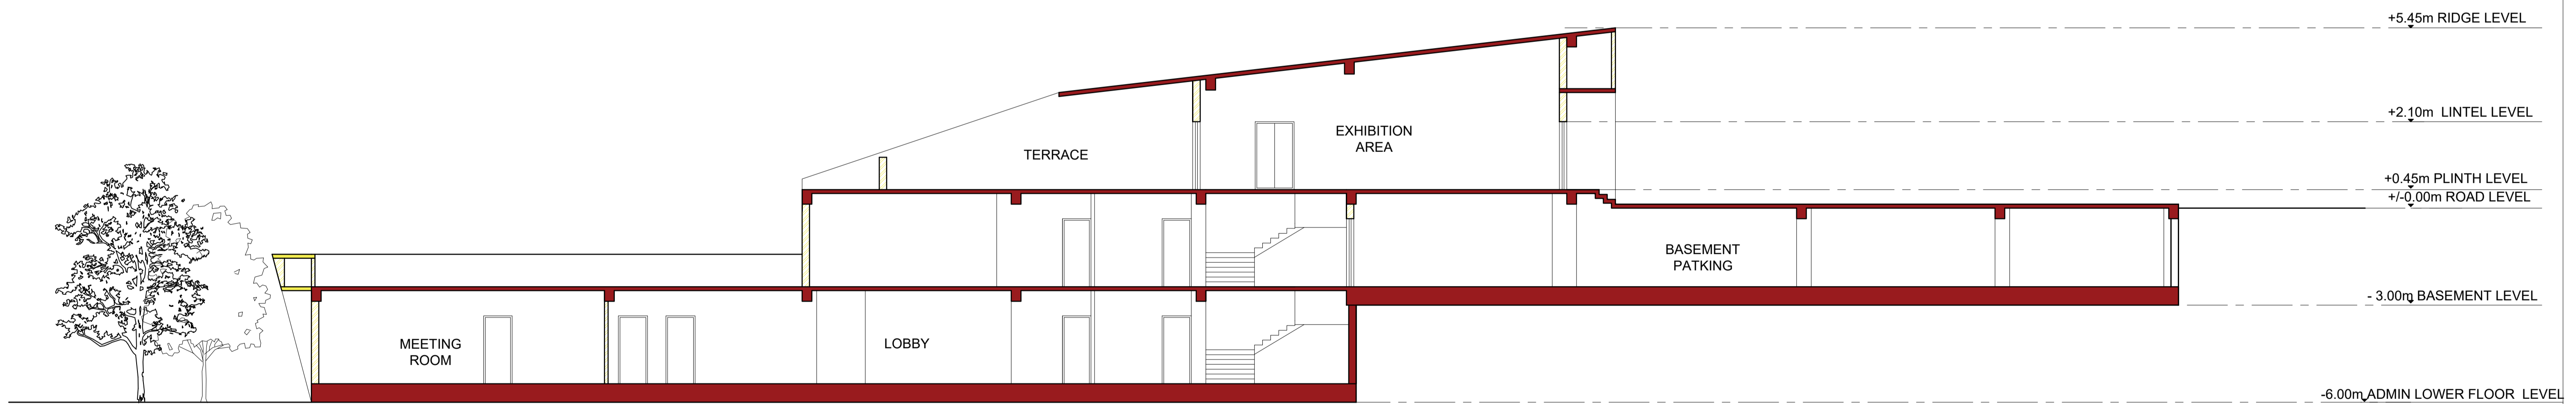 +5.45m RIDGE LEVEL
+2.10m LINTEL LEVEL
EXHIBITION
AREA
TERRACE
+0.45m PLINTH LEVEL
+/-0.00m ROAD LEVEL
BASEMENT
PATKING
- 3.00m BASEMENT LEVEL
MEETING
ROOM
LOBBY
-6.00m ADMIN LOWER FLOOR LEVEL